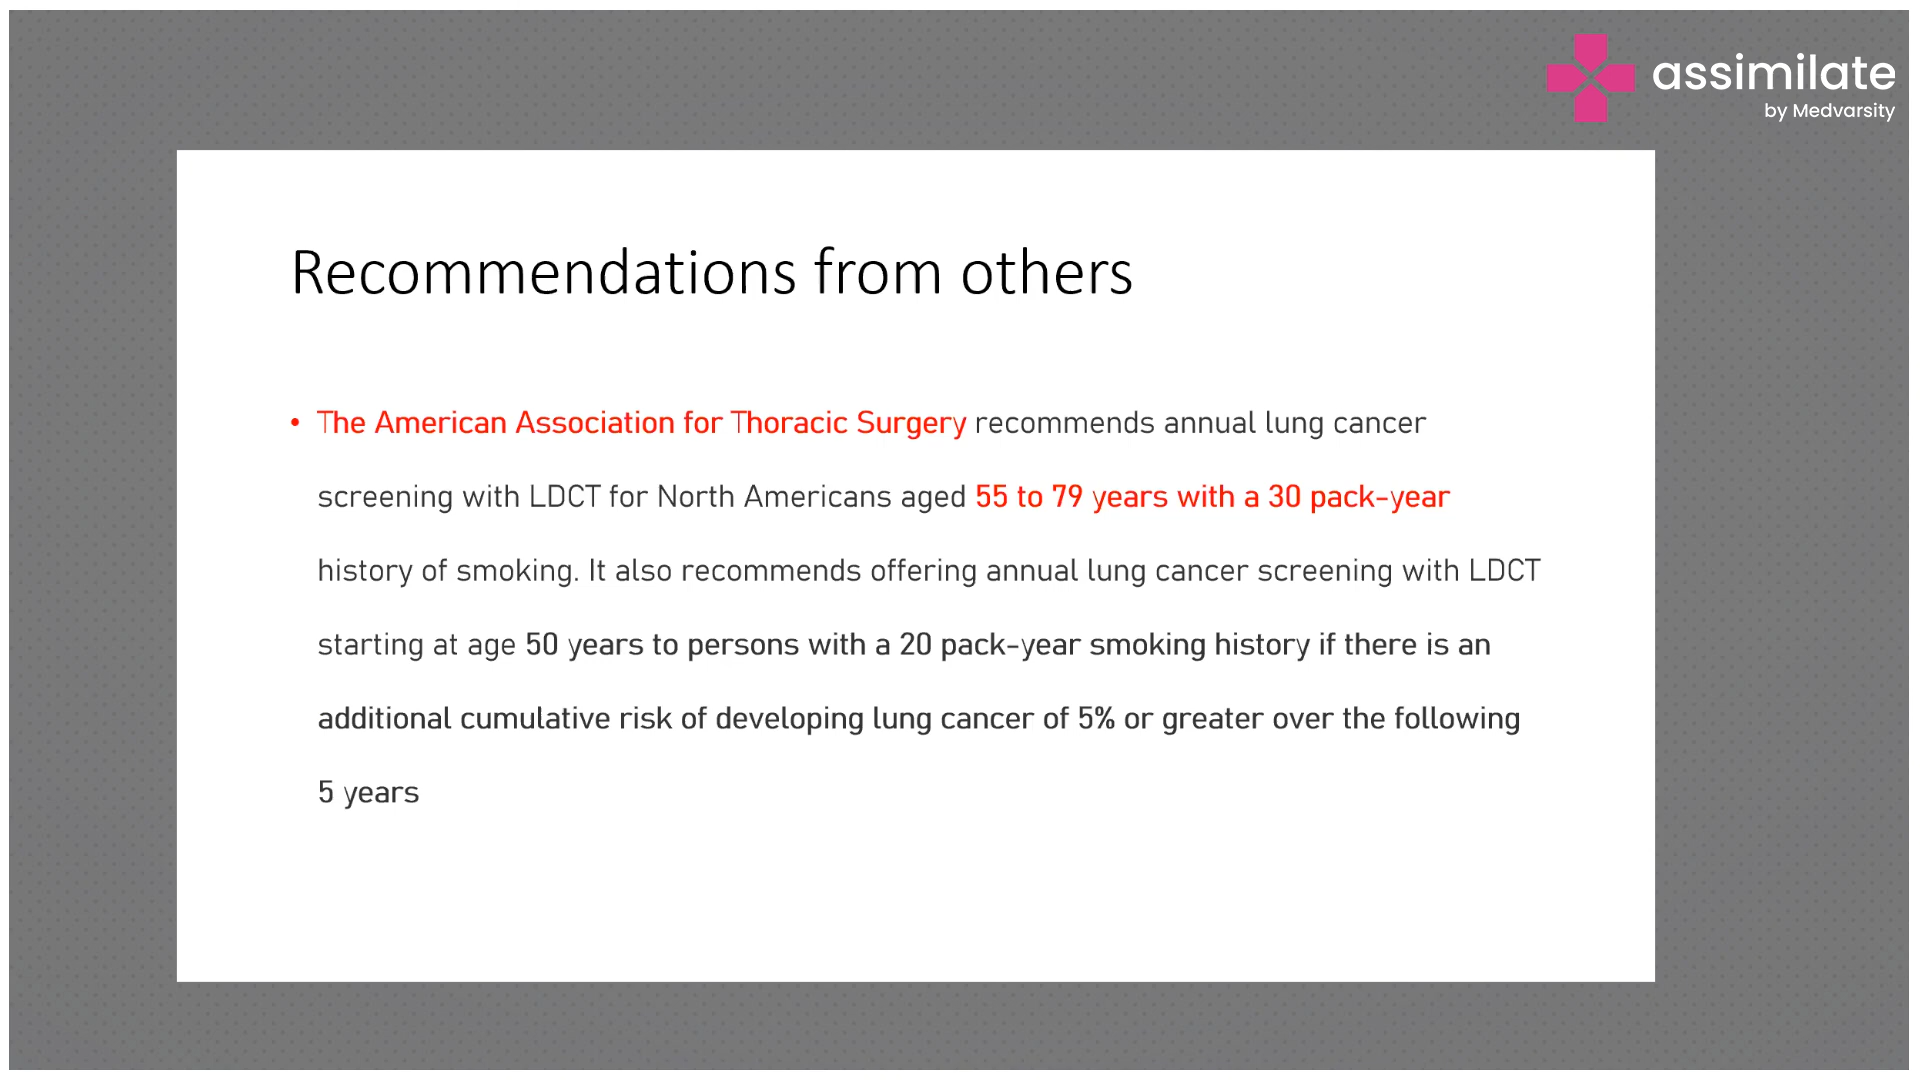 assimilate
by Medvarsity
Recommendations from others
• The American Association for Thoracic Surgery recommends annual lung cancer
screening with LDCT for North Americans aged 55 to 79 years with a 30 pack-year
history of smoking. It also recommends offering annual lung cancer screening with LDCT
starting at age 50 years to persons with a 20 pack-year smoking history if there is an
additional cumulative risk of developing lung cancer of 5% or greater over the following
5 years